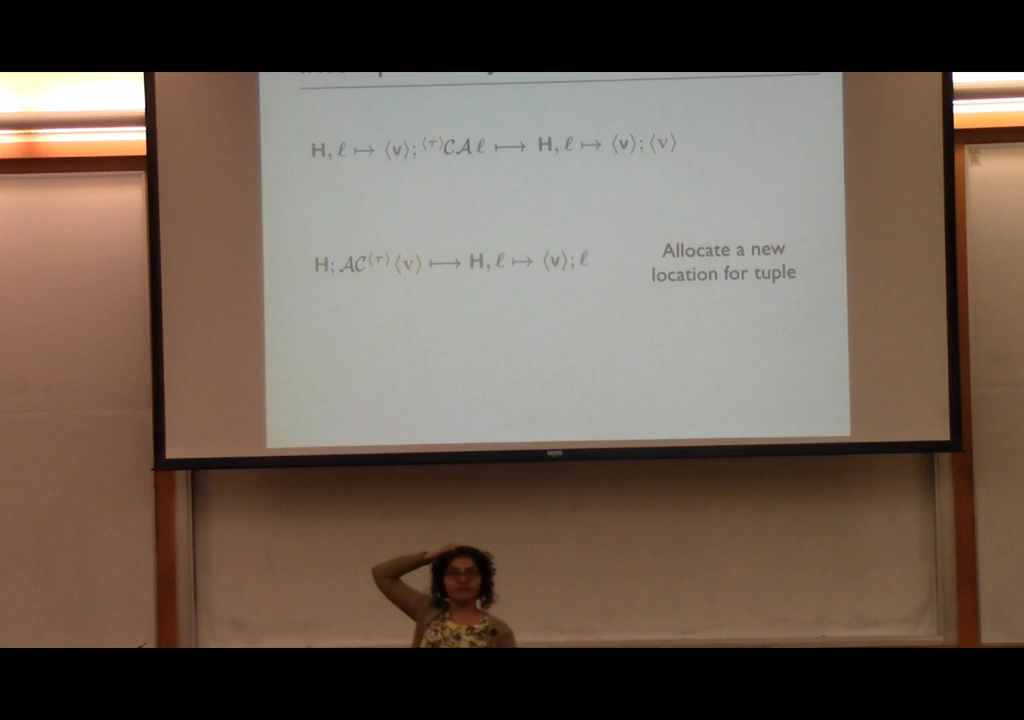 H, ℓ ↦ ⟨v⟩; ⟨τ⟩𝒞𝒜 ℓ ⟼ H, ℓ ↦ ⟨v⟩; ⟨v⟩
H; 𝒜𝒞⟨τ⟩ ⟨v⟩ ⟼ H, ℓ ↦ ⟨v⟩; ℓ
Allocate a new
location for tuple